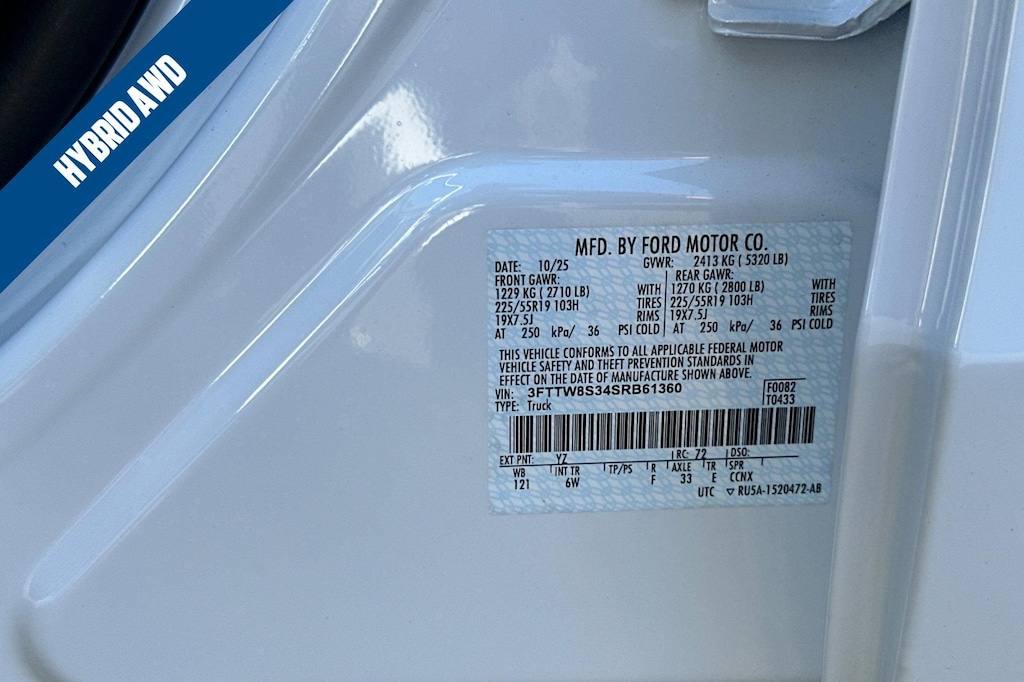 HYBRID AWD
MFD. BY FORD MOTOR CO.
DATE: 10/25 GVWR: 2413 KG ( 5320 LB)
FRONT GAWR: REAR GAWR:
1229 KG ( 2710 LB) WITH 1270 KG ( 2800 LB) WITH
225/55R19 103H TIRES 225/55R19 103H TIRES
19X7.5J RIMS 19X7.5J RIMS
AT 250 kPa/ 36 PSI COLD AT 250 kPa/ 36 PSI COLD
THIS VEHICLE CONFORMS TO ALL APPLICABLE FEDERAL MOTOR
VEHICLE SAFETY AND THEFT PREVENTION STANDARDS IN
EFFECT ON THE DATE OF MANUFACTURE SHOWN ABOVE.
VIN: 3FTTW8S34SRB61360 F0082
TYPE: Truck T0433
EXT PNT: YZ RC: 72 DSO:
WB INT TR TP/PS R AXLE TR SPR
121 6W F 33 E CCNX
UTC ▽ RU5A-1520472-AB